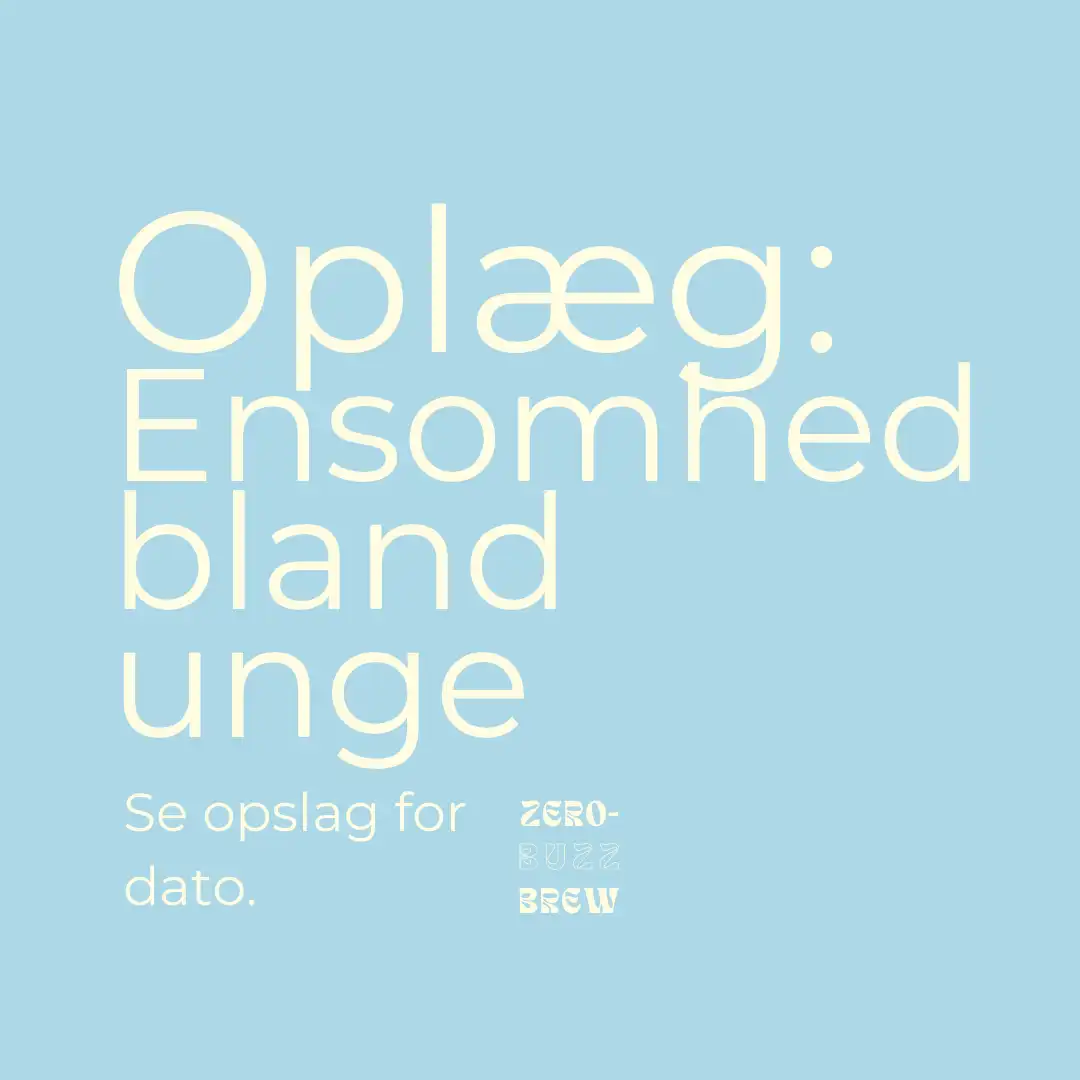 Oplæg:
Ensomhed
bland
unge
Se opslag for
dato.
ZERO-
BUZZ
BREW